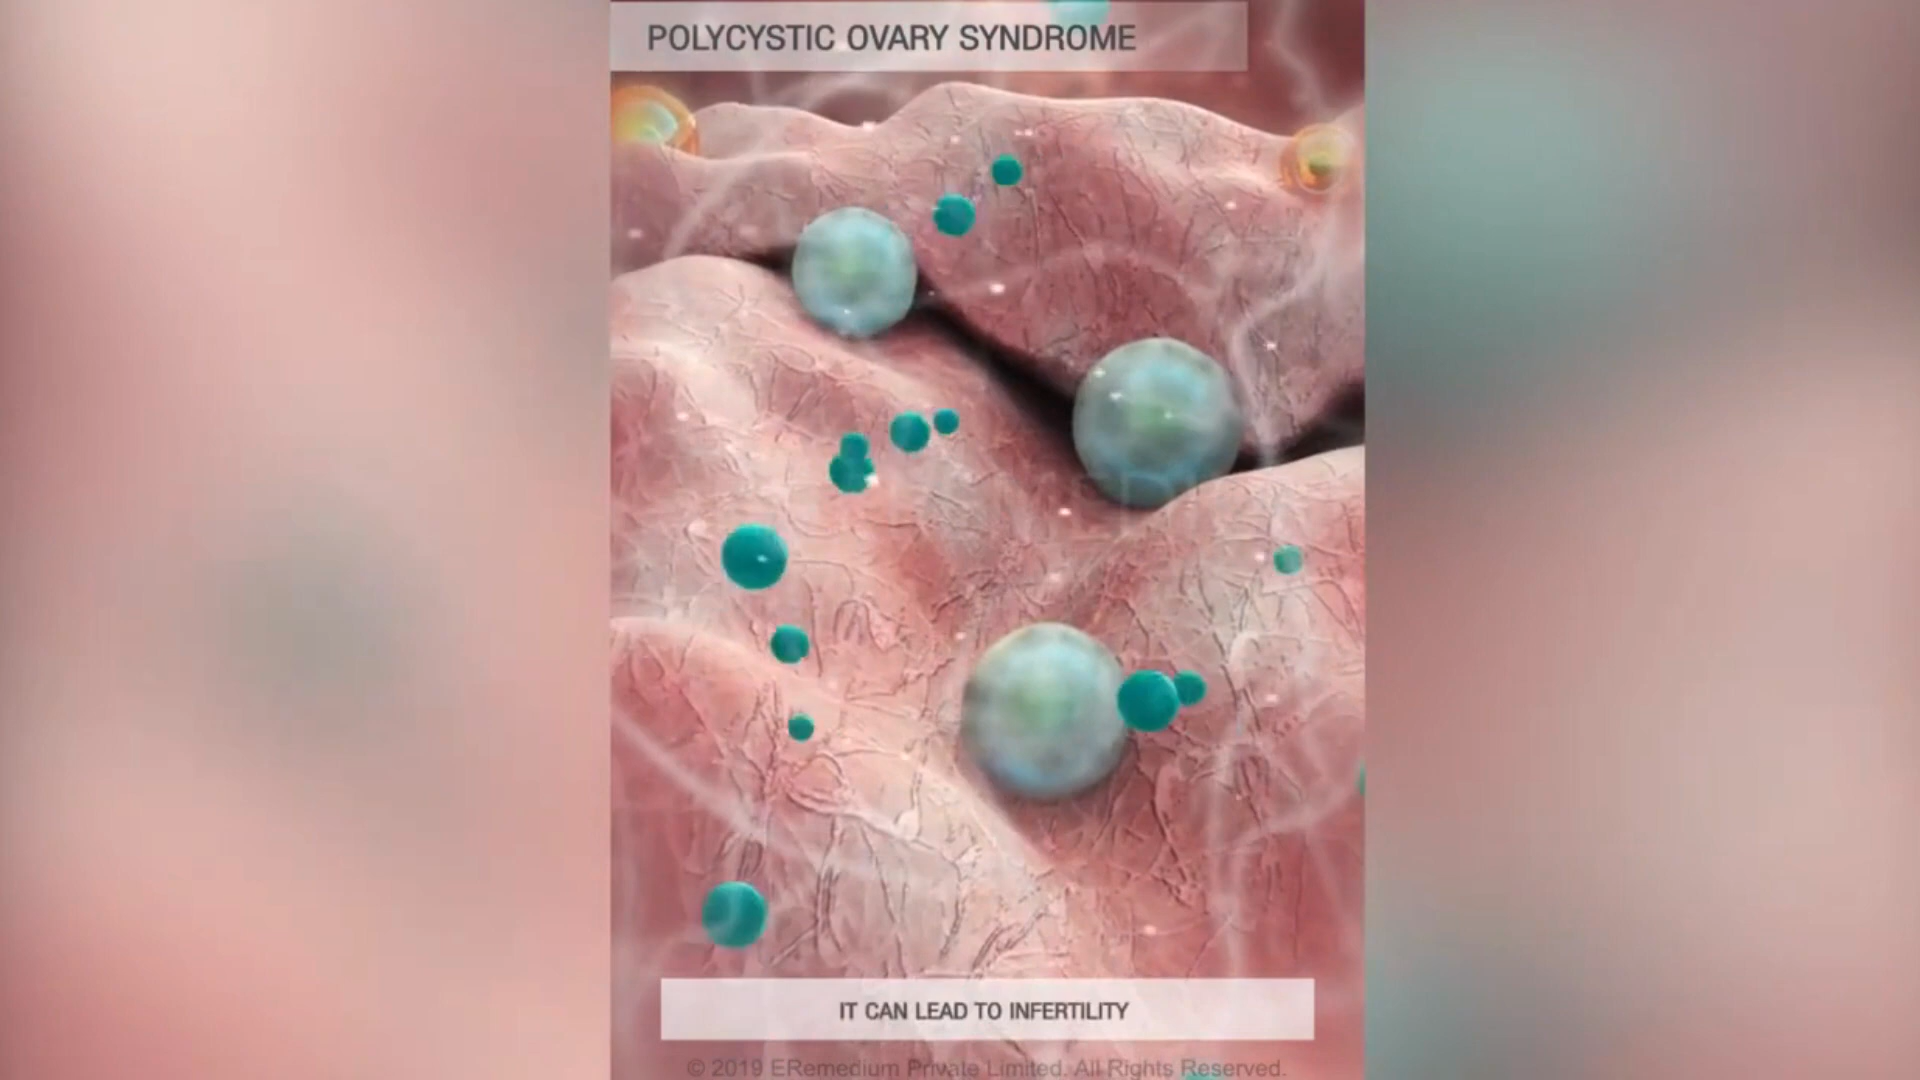 POLYCYSTIC OVARY SYNDROME
IT CAN LEAD TO INFERTILITY
© 2019 ERemedium Private Limited. All Rights Reserved.